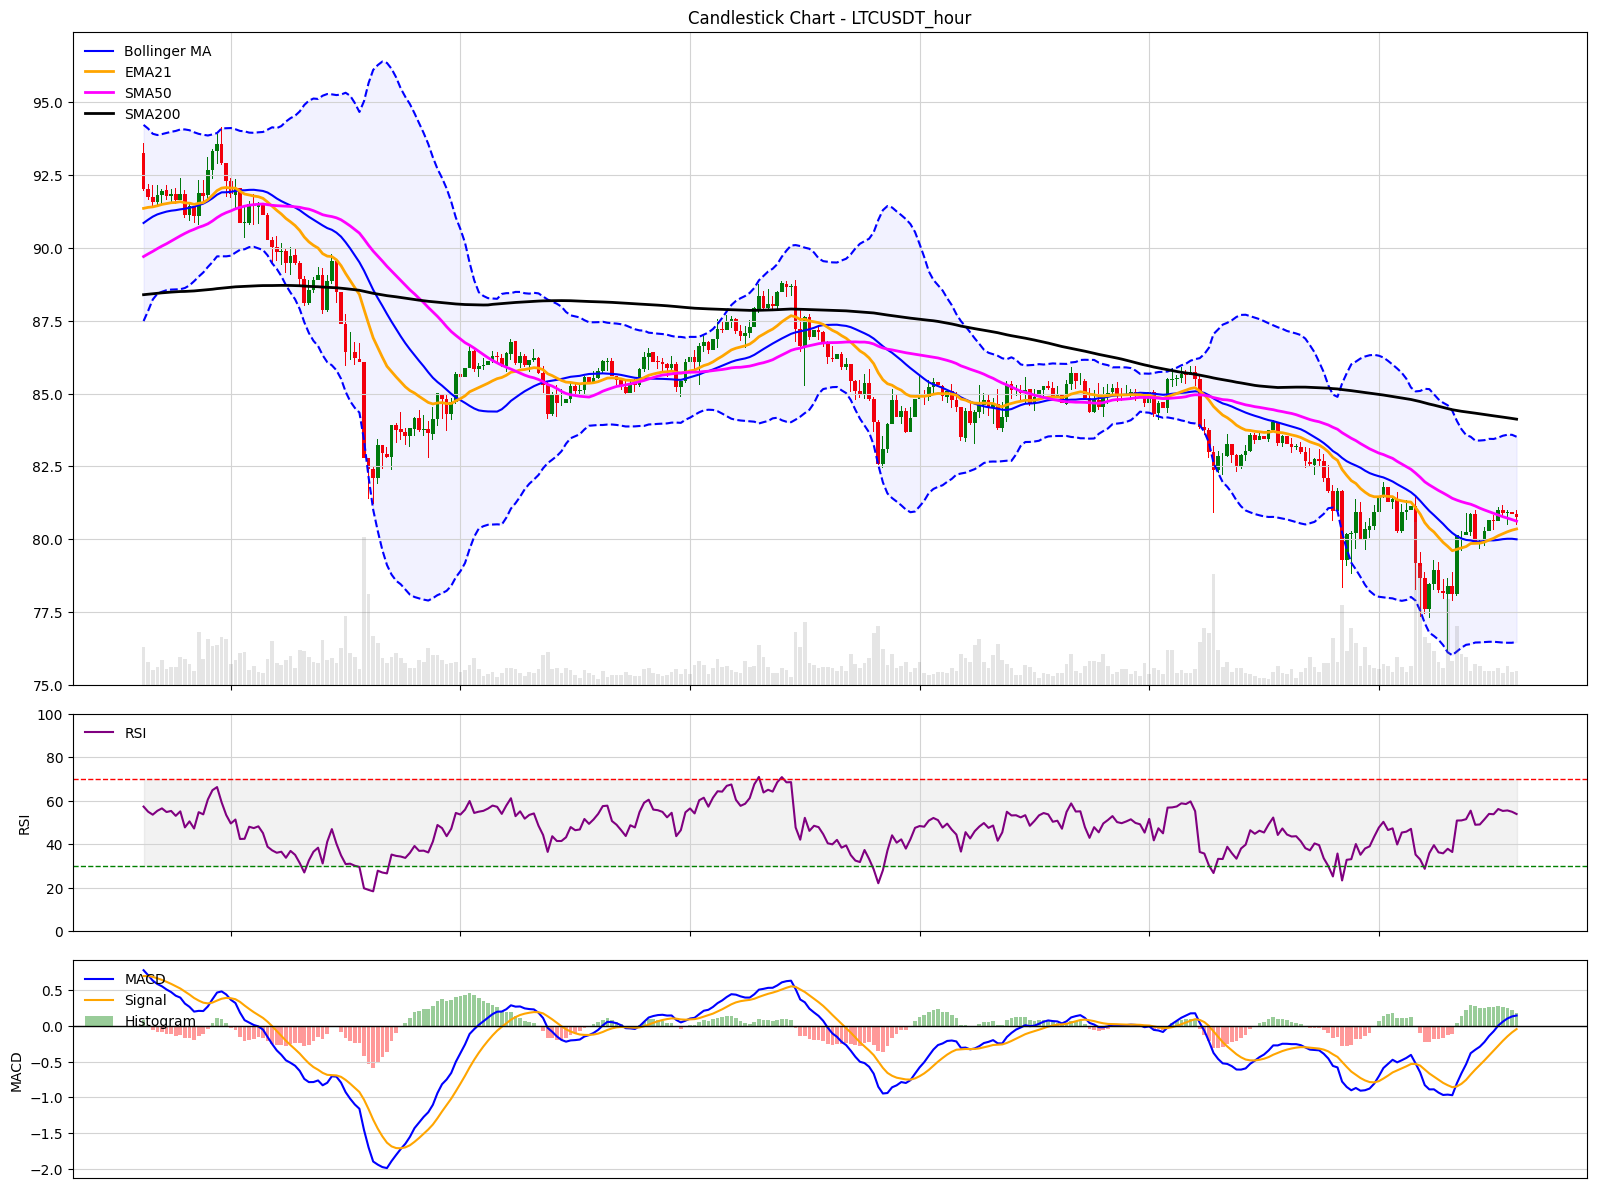 Candlestick Chart - LTCUSDT_hour
Bollinger MA
EMA21
SMA50
SMA200
95.0
92.5
90.0
87.5
85.0
82.5
80.0
77.5
75.0
RSI
RSI
100
80
60
40
20
0
MACD
Signal
Histogram
MACD
0.5
0.0
−0.5
−1.0
−1.5
−2.0